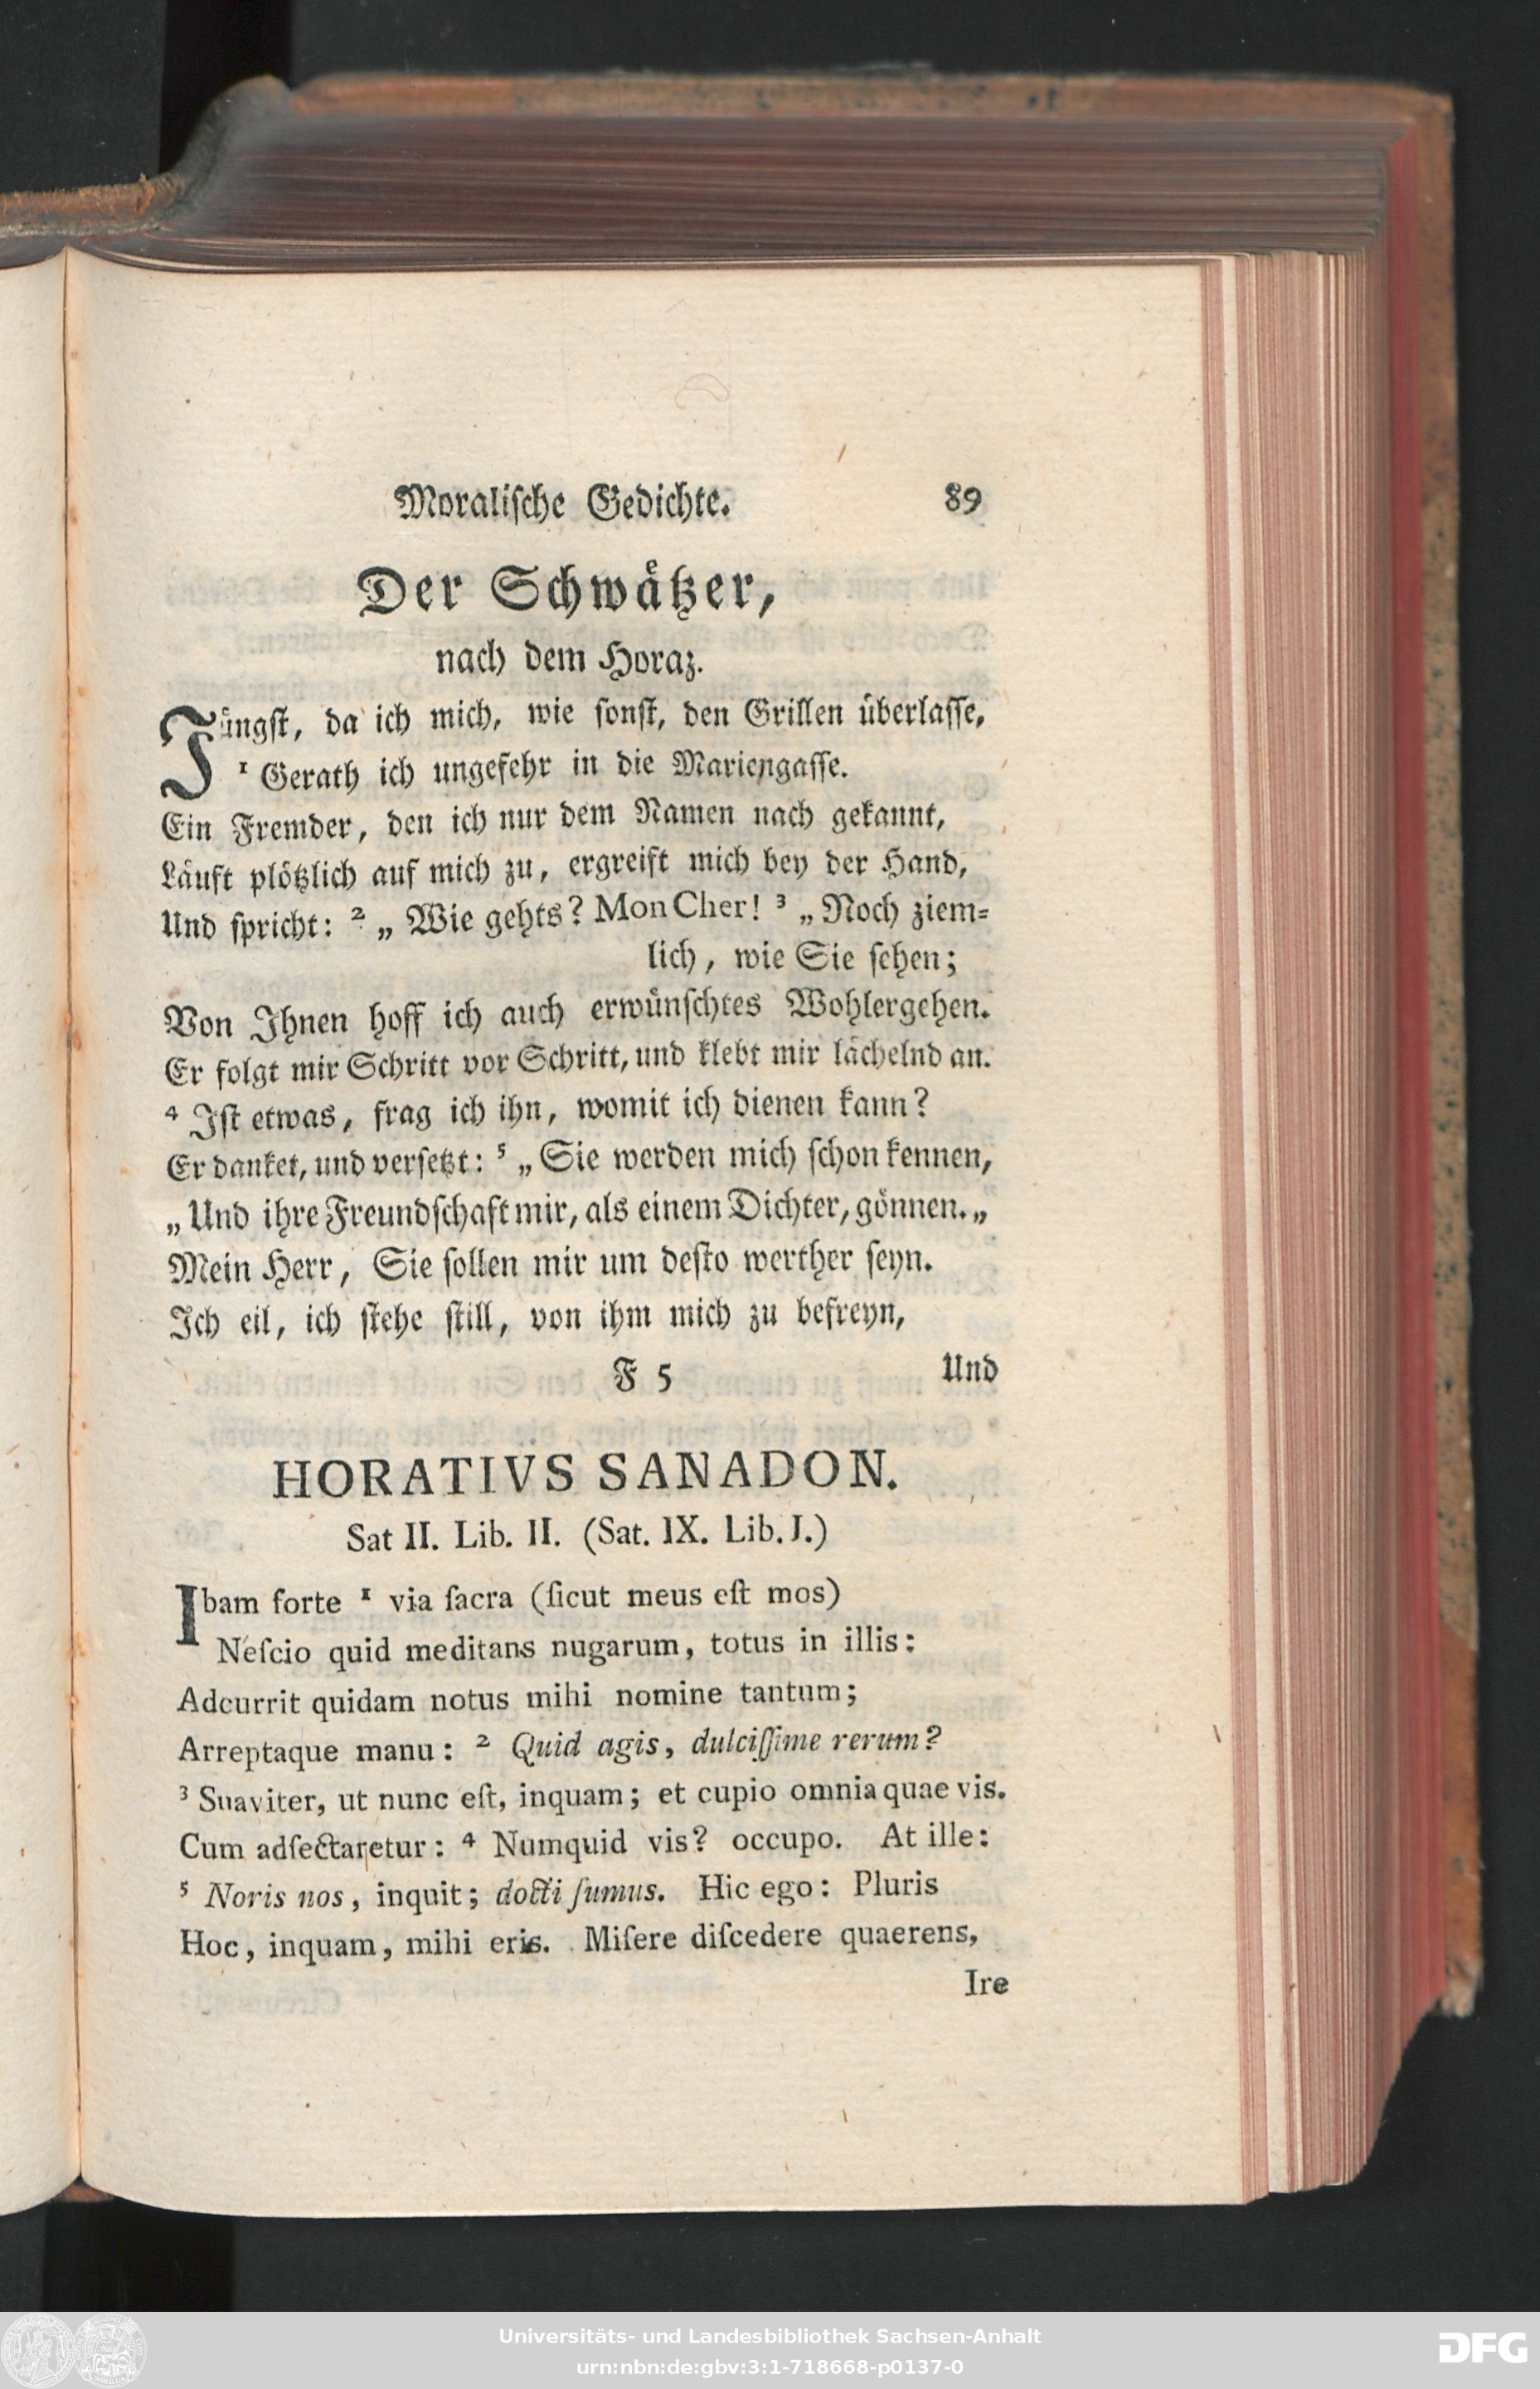 Moraliſche Gedichte. 89
Der Schwåtzer,
nach dem Horaz.
Jüngſt, da ich mich, wie ſonſt, den Grillen überlaſſe,
¹ Gerath ich ungefehr in die Mariengaſſe.
Ein Fremder, den ich nur dem Namen nach gekannt,
Läuft plötzlich auf mich zu, ergreift mich bey der Hand,
Und ſpricht: ² „Wie gehts? Mon Cher! ³ „Noch ziem-
lich, wie Sie ſehen;
Von Ihnen hoff ich auch erwünſchtes Wohlergehen.
Er folgt mir Schritt vor Schritt, und klebt mir lächelnd an.
⁴ Iſt etwas, frag ich ihn, womit ich dienen kann?
Er danket, und verſetzt: ⁵ „Sie werden mich ſchon kennen,
„Und ihre Freundſchaft mir, als einem Dichter, gönnen.„
Mein Herr, Sie ſollen mir um deſto werther ſeyn.
Ich eil, ich ſtehe ſtill, von ihm mich zu befreyn,
F 5 Und
HORATIVS SANADON.
Sat II. Lib. II. (Sat. IX. Lib. I.)
Ibam forte ¹ via ſacra (ſicut meus eſt mos)
Neſcio quid meditans nugarum, totus in illis:
Adcurrit quidam notus mihi nomine tantum;
Arreptaque manu: ² Quid agis, dulciſſime rerum?
³ Suaviter, ut nunc eſt, inquam; et cupio omnia quae vis.
Cum adſectaretur: ⁴ Numquid vis? occupo. At ille:
⁵ Noris nos, inquit; docti ſumus. Hic ego: Pluris
Hoc, inquam, mihi eris. Miſere diſcedere quaerens,
Ire
Universitäts- und Landesbibliothek Sachsen-Anhalt
urn:nbn:de:gbv:3:1-718668-p0137-0
DFG